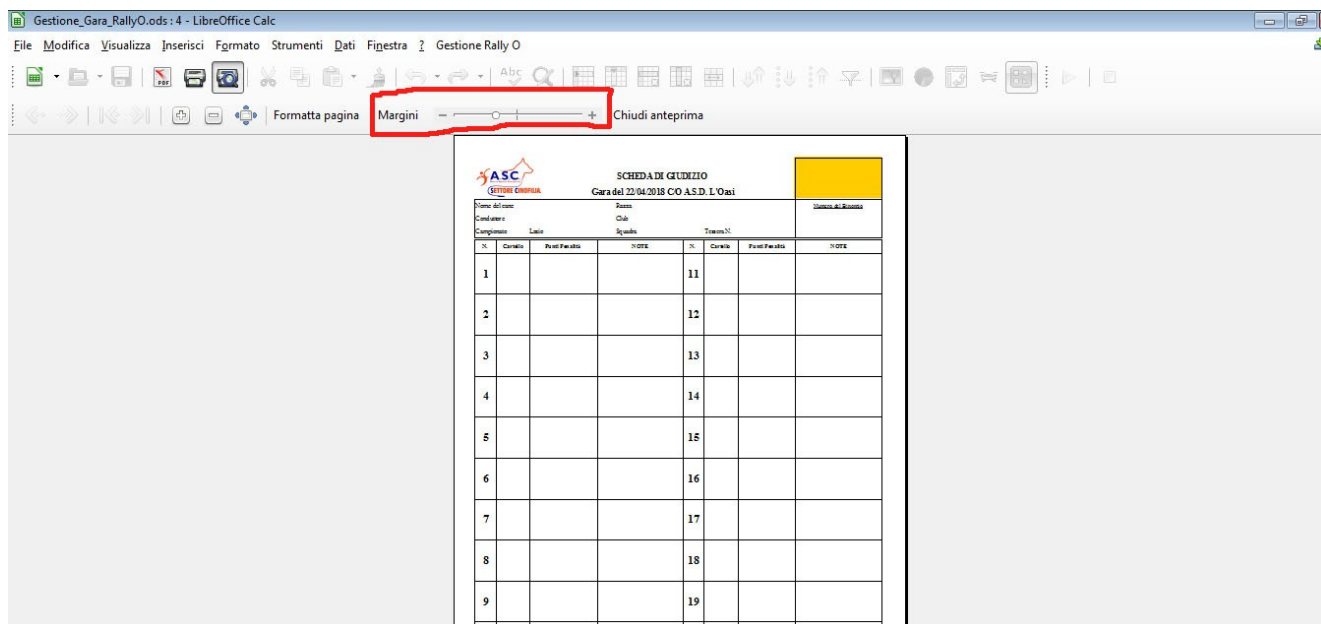 Gestione_Gara_RallyO.ods : 4 - LibreOffice Calc
File Modifica Visualizza Inserisci Formato Strumenti Dati Finestra ? Gestione Rally O
PDF Abc
Formatta pagina Margini − + Chiudi anteprima
ASC
SETTORE CINOFILIA
SCHEDA DI GIUDIZIO
Gara del 22/04/2018 C/O A.S.D. L'Oasi
Nome del cane Razza Numero del Binomio
Conduttore Club
Campionato Lazio Squadra Tessera N.
N. Cartello Punti Penalità NOTE N. Cartello Punti Penalità NOTE
1 11
2 12
3 13
4 14
5 15
6 16
7 17
8 18
9 19